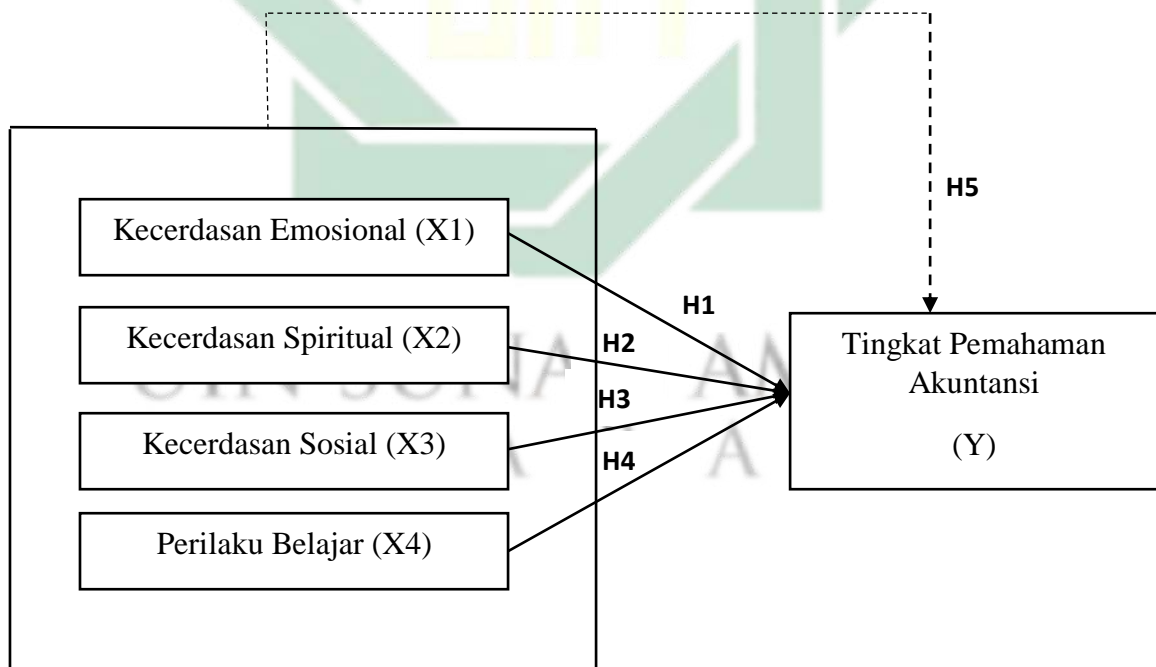 H5
Kecerdasan Emosional (X1)
H1
Kecerdasan Spiritual (X2)
H2
Tingkat Pemahaman
Akuntansi
(Y)
H3
Kecerdasan Sosial (X3)
H4
Perilaku Belajar (X4)